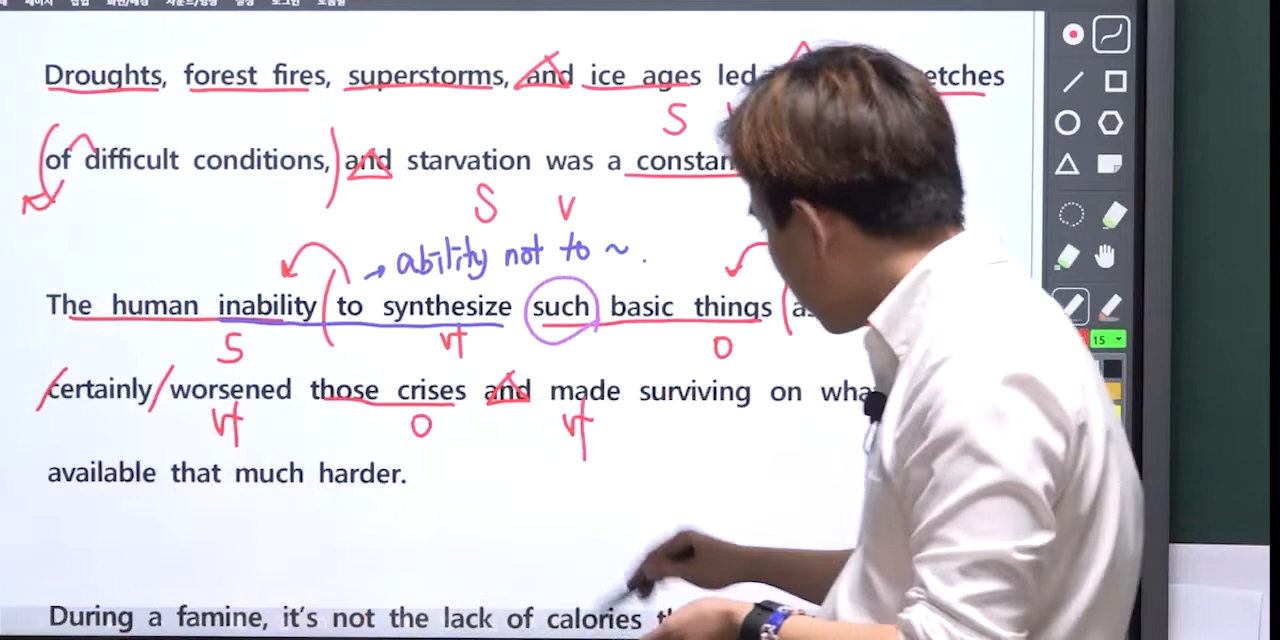 Droughts, forest fires, superstorms, and ice ages led etches
S
of difficult conditions, and starvation was a constan
S V
→ ability not to ~ .
The human inability to synthesize such basic things a
S vt O
certainly worsened those crises and made surviving on wha
vt O vt
available that much harder.
During a famine, it's not the lack of calories t
15